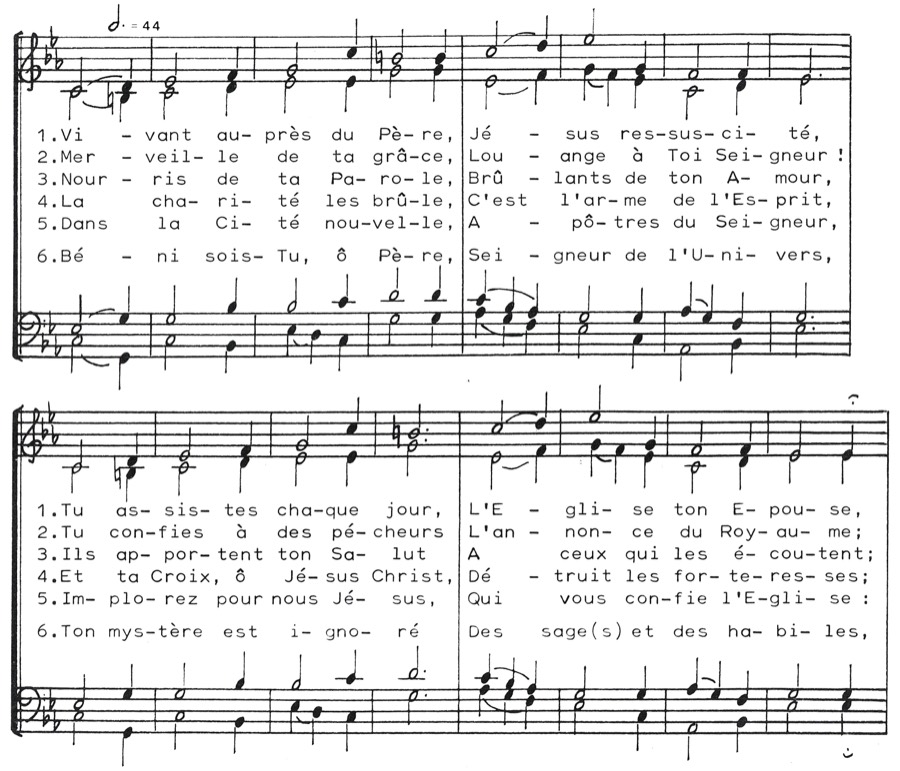 = 44
1.Vi – vant au– près du Pè– re, Jé – sus res–sus–ci– té,
2.Mer – veil– le de ta grâ–ce, Lou – ange à Toi Sei–gneur !
3.Nour – ris de ta Pa– ro– le, Brû – lants de ton A– mour,
4.La cha– ri– té les brû–le, C'est l'ar– me de l'Es– prit,
5.Dans la Ci– té nou–vel–le, A – pô–tres du Sei–gneur,
6.Bé – ni sois– Tu, ô Pè– re, Sei – gneur de l'U–ni– vers,
1.Tu as– sis– tes cha–que jour, L'E – gli– se ton E– pou– se,
2.Tu con–fies à des pé–cheurs L'an – non– ce du Roy–au– me;
3.Ils ap– por–tent ton Sa– lut A ceux qui les é– cou–tent;
4.Et ta Croix, ô Jé–sus Christ, Dé – truit les for– te– res– ses;
5.Im– plo– rez pour nous Jé– sus, Qui vous con–fie l'E–gli– se :
6.Ton mys–tère est i– gno– ré Des sage(s) et des ha– bi– les,